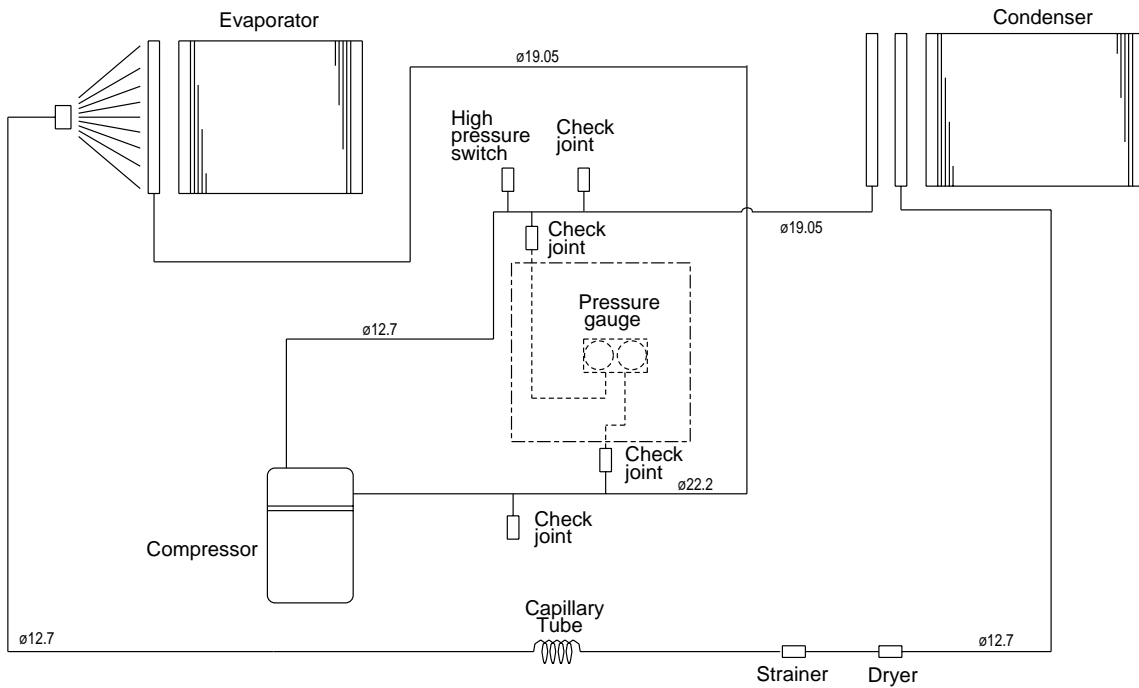 Evaporator
Condenser
ø19.05
High
pressure
switch
Check
joint
ø19.05
Check
joint
Pressure
gauge
ø12.7
Check
joint
ø22.2
Check
joint
Compressor
Capillary
Tube
ø12.7
ø12.7
Strainer
Dryer